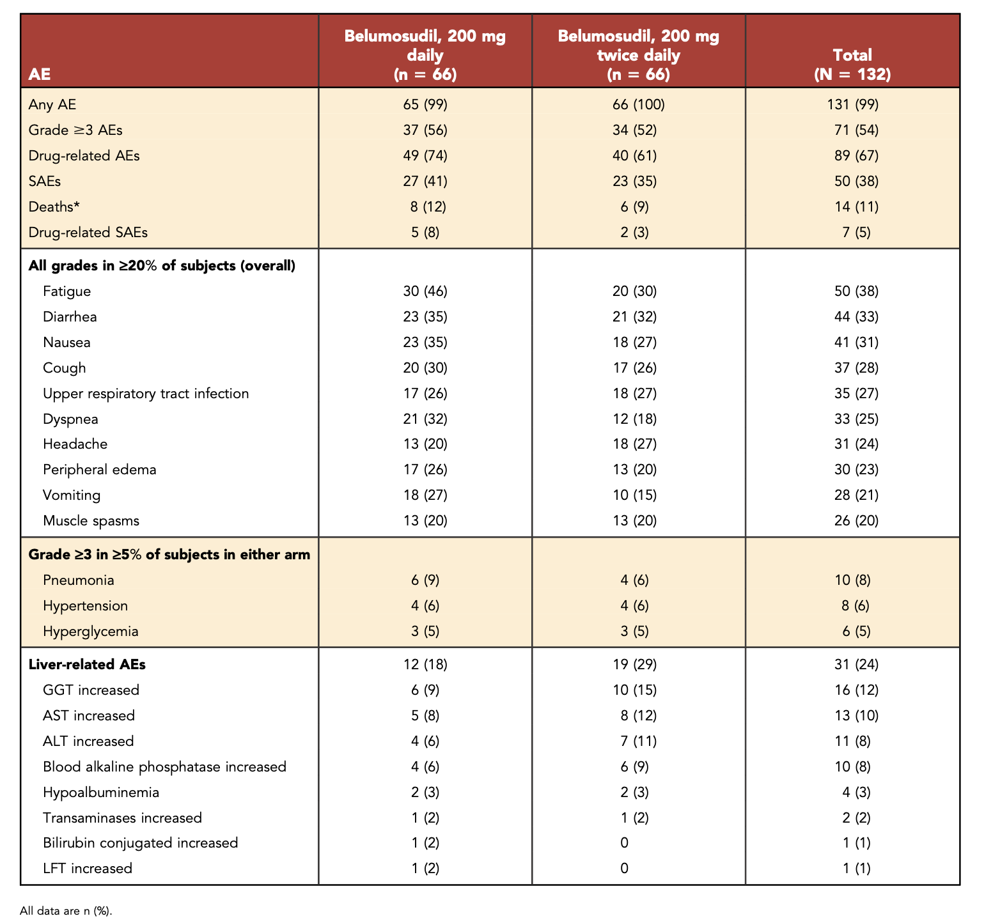 AE Belumosudil, 200 mg daily (n = 66) Belumosudil, 200 mg twice daily (n = 66) Total (N = 132)
Any AE 65 (99) 66 (100) 131 (99)
Grade ≥3 AEs 37 (56) 34 (52) 71 (54)
Drug-related AEs 49 (74) 40 (61) 89 (67)
SAEs 27 (41) 23 (35) 50 (38)
Deaths* 8 (12) 6 (9) 14 (11)
Drug-related SAEs 5 (8) 2 (3) 7 (5)
All grades in ≥20% of subjects (overall)
Fatigue 30 (46) 20 (30) 50 (38)
Diarrhea 23 (35) 21 (32) 44 (33)
Nausea 23 (35) 18 (27) 41 (31)
Cough 20 (30) 17 (26) 37 (28)
Upper respiratory tract infection 17 (26) 18 (27) 35 (27)
Dyspnea 21 (32) 12 (18) 33 (25)
Headache 13 (20) 18 (27) 31 (24)
Peripheral edema 17 (26) 13 (20) 30 (23)
Vomiting 18 (27) 10 (15) 28 (21)
Muscle spasms 13 (20) 13 (20) 26 (20)
Grade ≥3 in ≥5% of subjects in either arm
Pneumonia 6 (9) 4 (6) 10 (8)
Hypertension 4 (6) 4 (6) 8 (6)
Hyperglycemia 3 (5) 3 (5) 6 (5)
Liver-related AEs 12 (18) 19 (29) 31 (24)
GGT increased 6 (9) 10 (15) 16 (12)
AST increased 5 (8) 8 (12) 13 (10)
ALT increased 4 (6) 7 (11) 11 (8)
Blood alkaline phosphatase increased 4 (6) 6 (9) 10 (8)
Hypoalbuminemia 2 (3) 2 (3) 4 (3)
Transaminases increased 1 (2) 1 (2) 2 (2)
Bilirubin conjugated increased 1 (2) 0 1 (1)
LFT increased 1 (2) 0 1 (1)
All data are n (%).